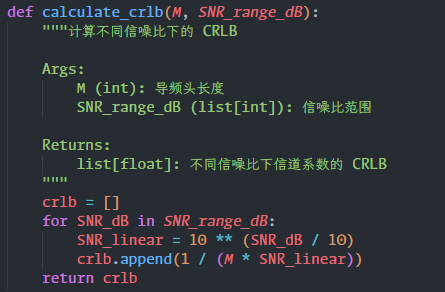 def calculate_crlb(M, SNR_range_dB):
    """计算不同信噪比下的 CRLB
    Args:
        M (int): 导频头长度
        SNR_range_dB (list[int]): 信噪比范围
    Returns:
        list[float]: 不同信噪比下信道系数的 CRLB
    """
    crlb = []
    for SNR_dB in SNR_range_dB:
        SNR_linear = 10 ** (SNR_dB / 10)
        crlb.append(1 / (M * SNR_linear))
    return crlb